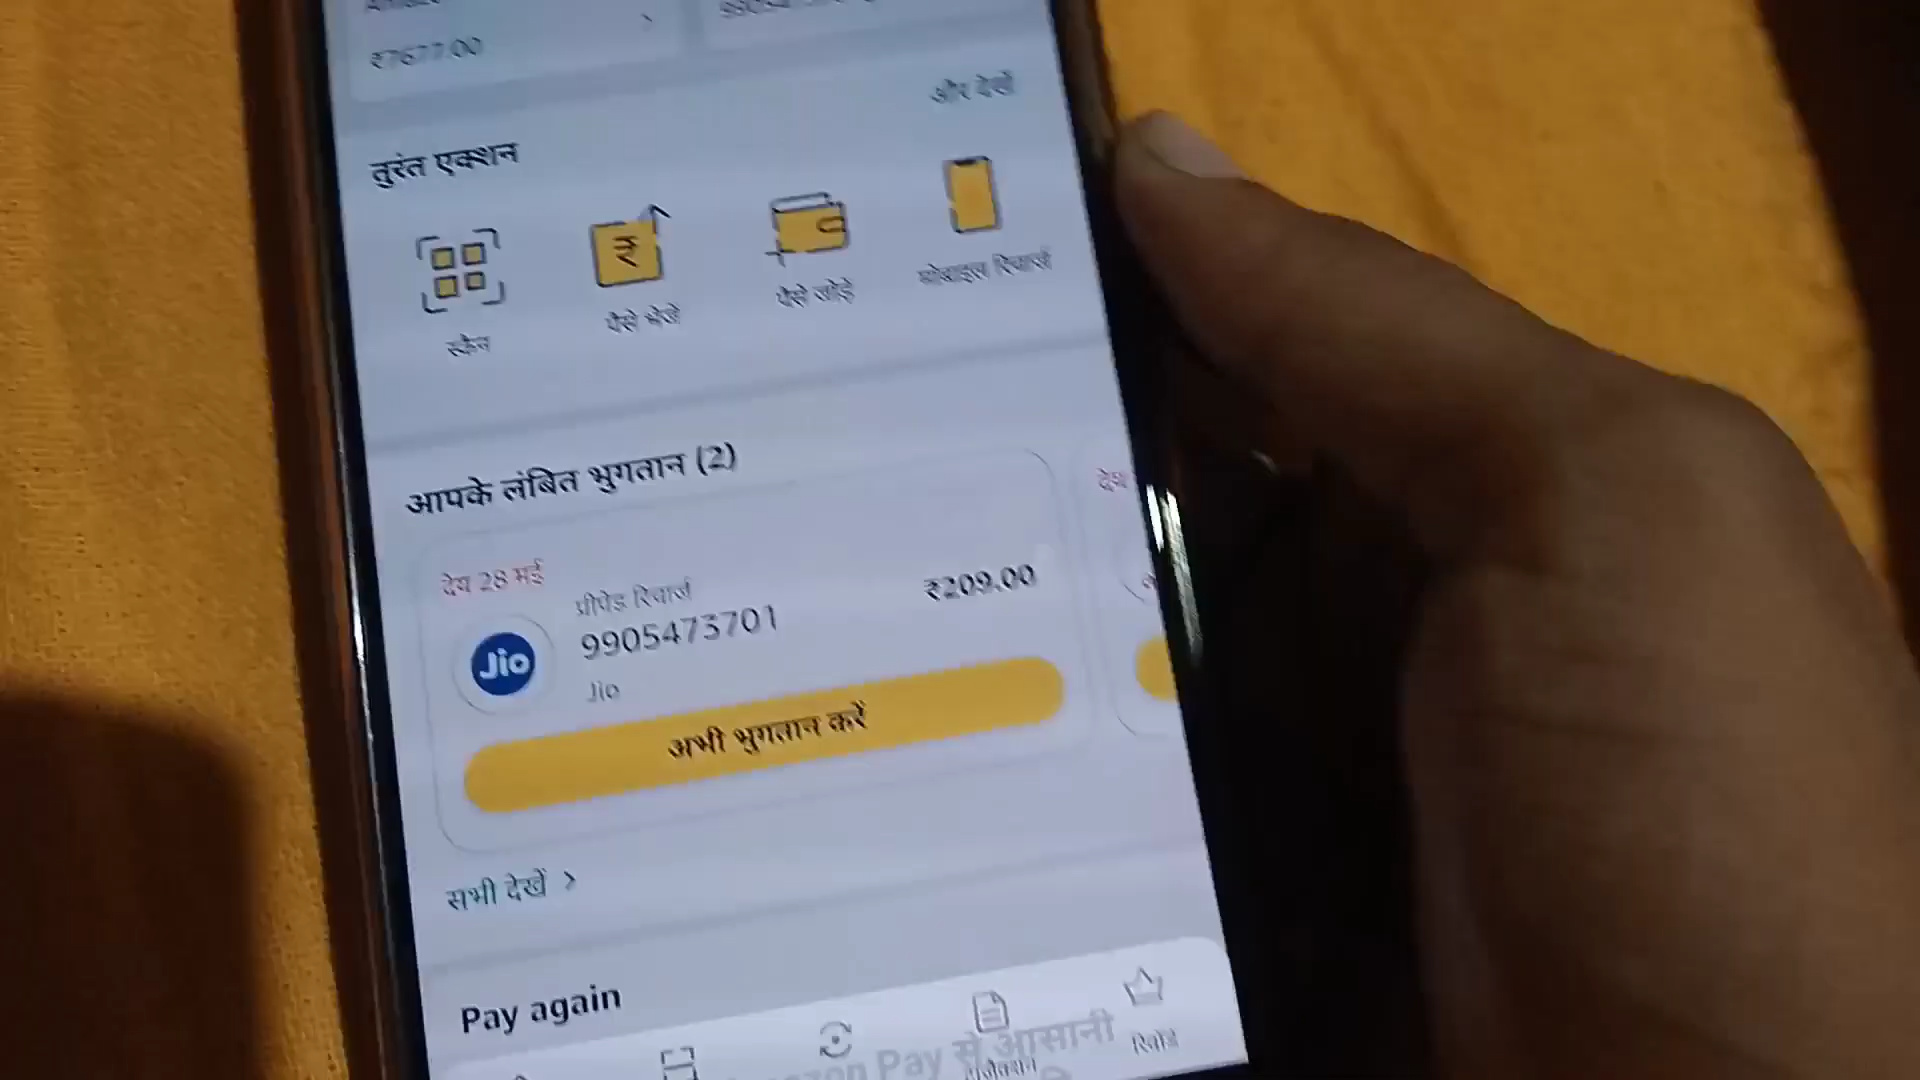 ₹7677.00
और देखें
तुरंत एक्शन
स्कैन
पैसे भेजें
पैसे जोड़ें
मोबाइल रिचार्ज
आपके लंबित भुगतान (2)
देय 28 मई
देय
प्रीपेड रिचार्ज
₹209.00
9905473701
Jio
Jio
अभी भुगतान करें
सभी देखें >
Pay again
Pay से आसानी
रिवॉर्ड